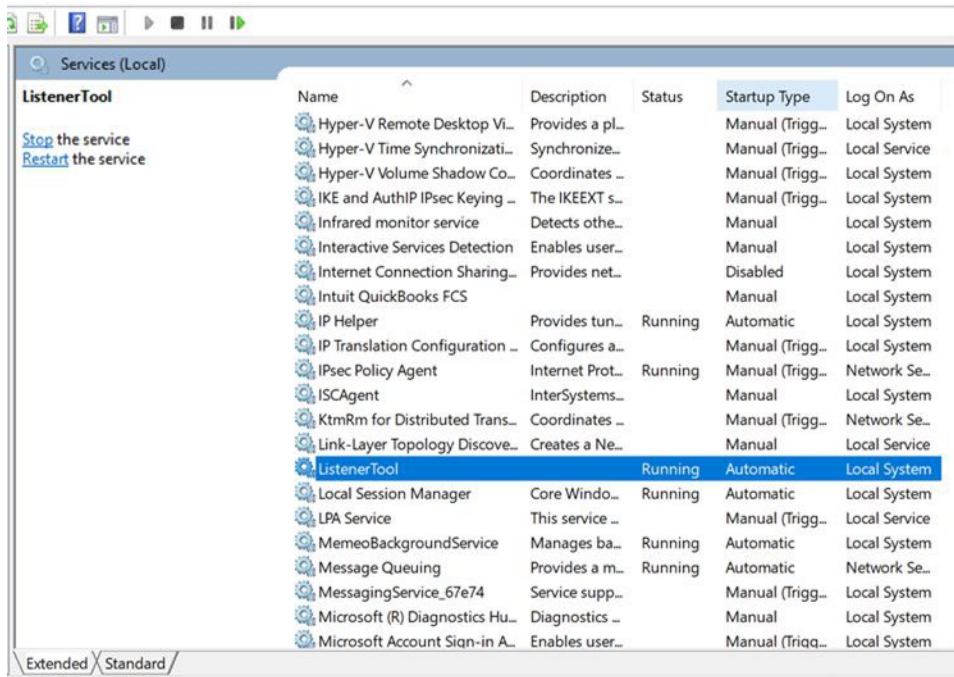 Services (Local)
ListenerTool
Stop the service
Restart the service
Name Description Status Startup Type Log On As
Hyper-V Remote Desktop Vi... Provides a pl... Manual (Trigg... Local System
Hyper-V Time Synchronizati... Synchronize... Manual (Trigg... Local Service
Hyper-V Volume Shadow Co... Coordinates ... Manual (Trigg... Local System
IKE and AuthIP IPsec Keying ... The IKEEXT s... Manual (Trigg... Local System
Infrared monitor service Detects othe... Manual Local System
Interactive Services Detection Enables user... Manual Local System
Internet Connection Sharing... Provides net... Disabled Local System
Intuit QuickBooks FCS Manual Local System
IP Helper Provides tun... Running Automatic Local System
IP Translation Configuration ... Configures a... Manual (Trigg... Local System
IPsec Policy Agent Internet Prot... Running Manual (Trigg... Network Se...
ISCAgent InterSystems... Manual Local System
KtmRm for Distributed Trans... Coordinates ... Manual (Trigg... Network Se...
Link-Layer Topology Discove... Creates a Ne... Manual Local Service
ListenerTool Running Automatic Local System
Local Session Manager Core Windo... Running Automatic Local System
LPA Service This service ... Manual (Trigg... Local Service
MemeoBackgroundService Manages ba... Running Automatic Local System
Message Queuing Provides a m... Running Automatic Network Se...
MessagingService_67e74 Service supp... Manual (Trigg... Local System
Microsoft (R) Diagnostics Hu... Diagnostics ... Manual Local System
Microsoft Account Sign-in A... Enables user... Manual (Trigg... Local System
Extended Standard